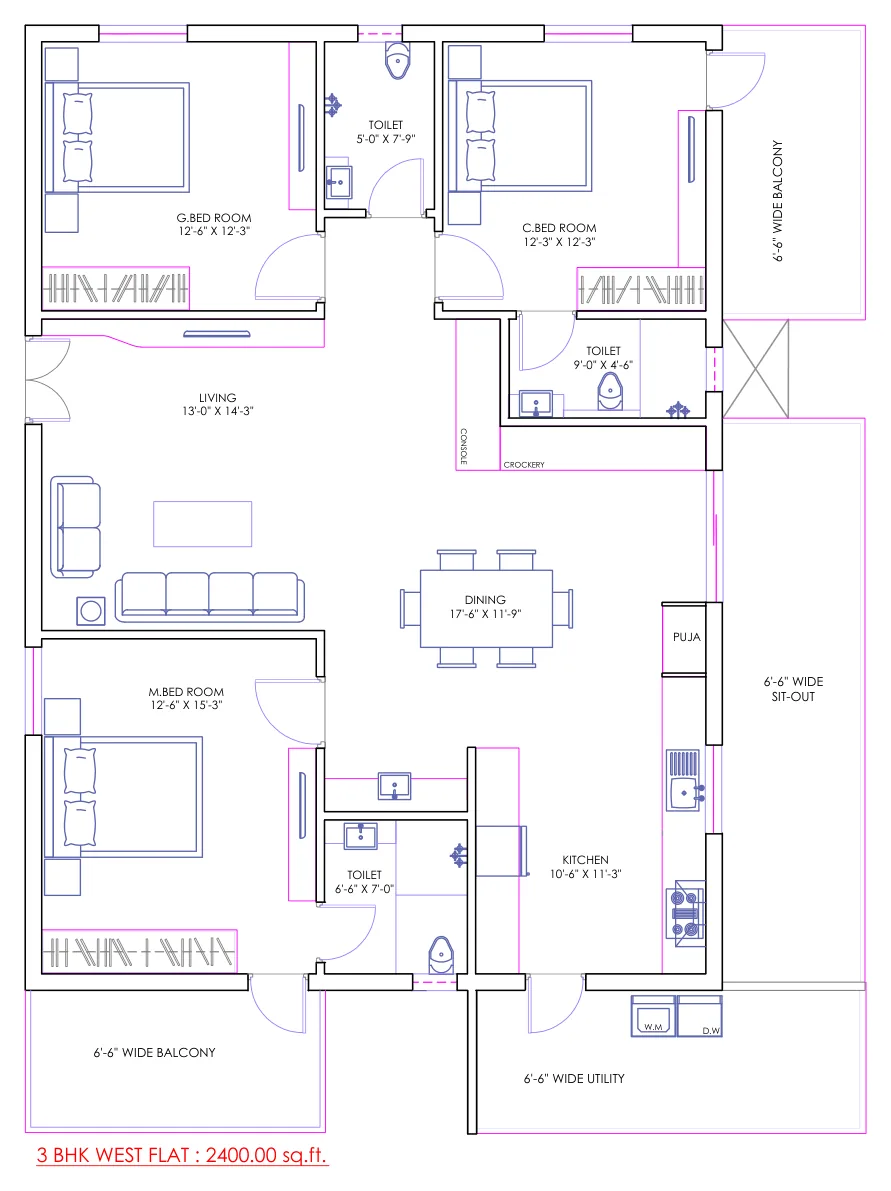 TOILET
5'-0" X 7'-9"
G.BED ROOM
12'-6" X 12'-3"
C.BED ROOM
12'-3" X 12'-3"
6'-6" WIDE BALCONY
TOILET
9'-0" X 4'-6"
LIVING
13'-0" X 14'-3"
CONSOLE
CROCKERY
DINING
17'-6" X 11'-9"
PUJA
6'-6" WIDE
SIT-OUT
M.BED ROOM
12'-6" X 15'-3"
TOILET
6'-6" X 7'-0"
KITCHEN
10'-6" X 11'-3"
W.M
D.W
6'-6" WIDE BALCONY
6'-6" WIDE UTILITY
3 BHK WEST FLAT : 2400.00 sq.ft.